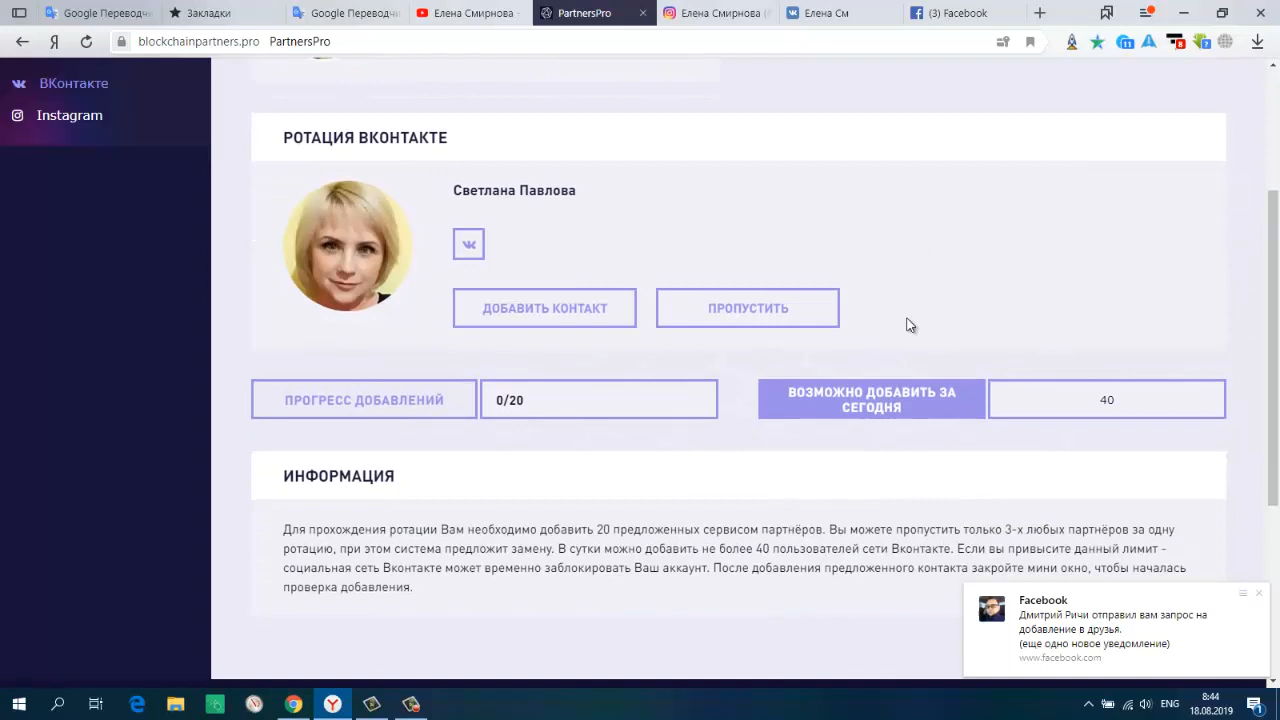 Google Переводч
Закладки
Google Переводч
Елена Смирнова -
PartnersPro
Елена Смирнова (
Елена См
(3) Facebook
blockchainpartners.pro PartnersPro
11
8
7
ВКонтакте
Instagram
РОТАЦИЯ ВКОНТАКТЕ
Светлана Павлова
ДОБАВИТЬ КОНТАКТ
ПРОПУСТИТЬ
ПРОГРЕСС ДОБАВЛЕНИЙ
0/20
ВОЗМОЖНО ДОБАВИТЬ ЗА
СЕГОДНЯ
40
ИНФОРМАЦИЯ
Для прохождения ротации Вам необходимо добавить 20 предложенных сервисом партнёров. Вы можете пропустить только 3-х любых партнёров за одну
ротацию, при этом система предложит замену. В сутки можно добавить не более 40 пользователей сети Вконтакте. Если вы привысите данный лимит -
социальная сеть Вконтакте может временно заблокировать Ваш аккаунт. После добавления предложенного контакта закройте мини окно, чтобы началась
проверка добавления.
Facebook
Дмитрий Ричи отправил вам запрос на
добавление в друзья.
(еще одно новое уведомление)
www.facebook.com
ENG
8:44
18.08.2019